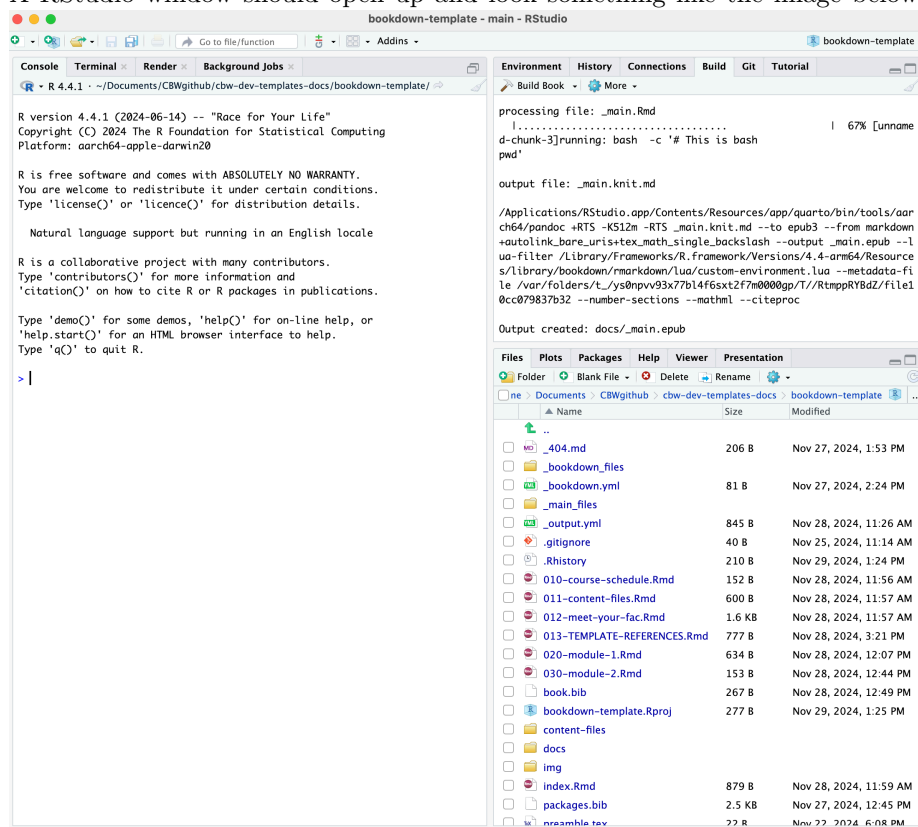 A RStudio window should open up and look something like the image below
bookdown-template - main - RStudio
Go to file/function
Addins
bookdown-template
Console Terminal Render Background Jobs
R 4.4.1 · ~/Documents/CBWgithub/cbw-dev-templates-docs/bookdown-template/
R version 4.4.1 (2024-06-14) -- "Race for Your Life"
Copyright (C) 2024 The R Foundation for Statistical Computing
Platform: aarch64-apple-darwin20
R is free software and comes with ABSOLUTELY NO WARRANTY.
You are welcome to redistribute it under certain conditions.
Type 'license()' or 'licence()' for distribution details.
Natural language support but running in an English locale
R is a collaborative project with many contributors.
Type 'contributors()' for more information and
'citation()' on how to cite R or R packages in publications.
Type 'demo()' for some demos, 'help()' for on-line help, or
'help.start()' for an HTML browser interface to help.
Type 'q()' to quit R.
>
Environment History Connections Build Git Tutorial
Build Book More
processing file: _main.Rmd
|................................... | 67% [unname
d-chunk-3]running: bash -c '# This is bash
pwd'
output file: _main.knit.md
/Applications/RStudio.app/Contents/Resources/app/quarto/bin/tools/aar
ch64/pandoc +RTS -K512m -RTS _main.knit.md --to epub3 --from markdown
+autolink_bare_uris+tex_math_single_backslash --output _main.epub --l
ua-filter /Library/Frameworks/R.framework/Versions/4.4-arm64/Resource
s/library/bookdown/rmarkdown/lua/custom-environment.lua --metadata-fi
le /var/folders/t_/ys0npvv93x77bl4f6sxt2f7m0000gp/T//RtmppRYBdZ/file1
0cc079837b32 --number-sections --mathml --citeproc
Output created: docs/_main.epub
Files Plots Packages Help Viewer Presentation
Folder Blank File Delete Rename
ne > Documents > CBWgithub > cbw-dev-templates-docs > bookdown-template ..
Name Size Modified
..
_404.md 206 B Nov 27, 2024, 1:53 PM
_bookdown_files
_bookdown.yml 81 B Nov 27, 2024, 2:24 PM
_main_files
_output.yml 845 B Nov 28, 2024, 11:26 AM
.gitignore 40 B Nov 25, 2024, 11:14 AM
.Rhistory 210 B Nov 29, 2024, 1:24 PM
010-course-schedule.Rmd 152 B Nov 28, 2024, 11:56 AM
011-content-files.Rmd 600 B Nov 28, 2024, 11:57 AM
012-meet-your-fac.Rmd 1.6 KB Nov 28, 2024, 11:57 AM
013-TEMPLATE-REFERENCES.Rmd 777 B Nov 28, 2024, 3:21 PM
020-module-1.Rmd 634 B Nov 28, 2024, 12:07 PM
030-module-2.Rmd 153 B Nov 28, 2024, 12:44 PM
book.bib 267 B Nov 28, 2024, 12:49 PM
bookdown-template.Rproj 277 B Nov 29, 2024, 1:25 PM
content-files
docs
img
index.Rmd 879 B Nov 28, 2024, 11:59 AM
packages.bib 2.5 KB Nov 27, 2024, 12:45 PM
preamble.tex 22 B Nov 22, 2024, 6:08 PM